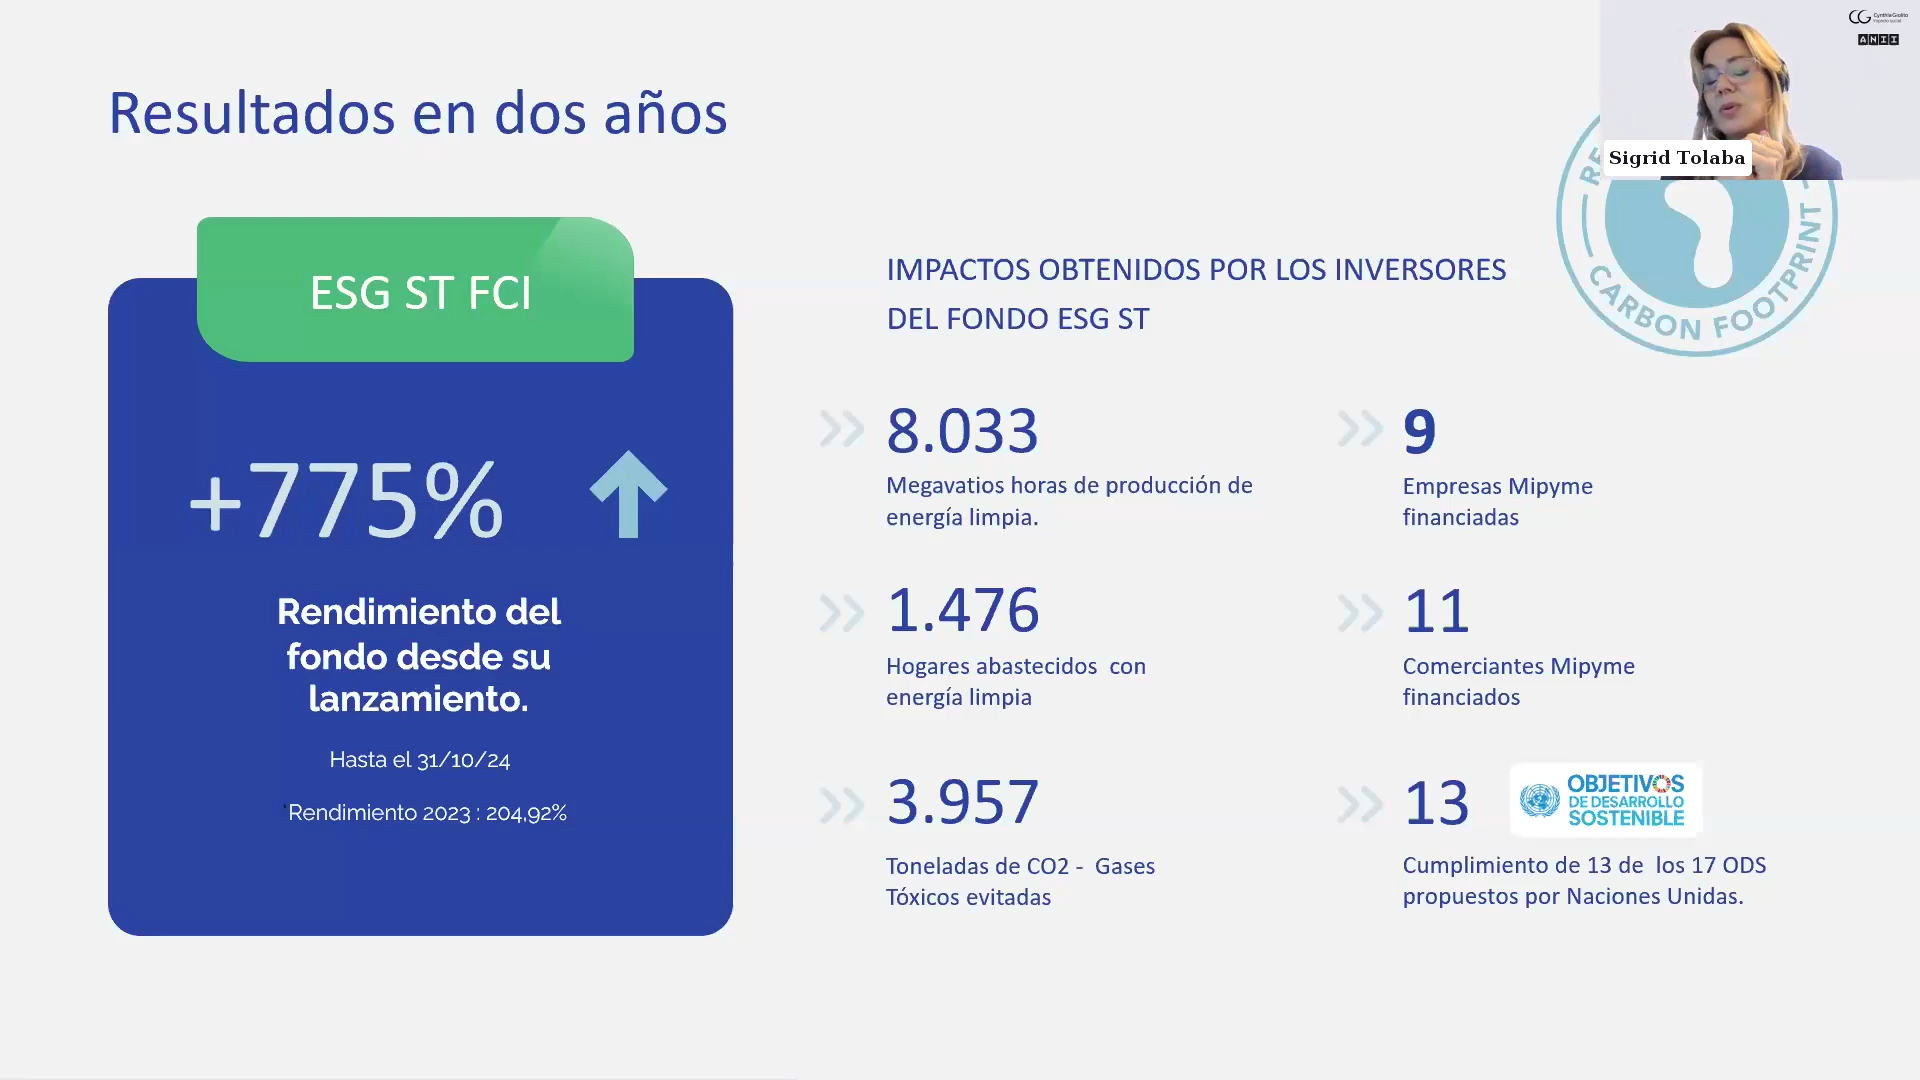 Resultados en dos años
CG Cynthia Giolito
ANII
Sigrid Tolaba
ESG ST FCI
+775%
Rendimiento del
fondo desde su
lanzamiento.
Hasta el 31/10/24
Rendimiento 2023 : 204,92%
IMPACTOS OBTENIDOS POR LOS INVERSORES
DEL FONDO ESG ST
CARBON FOOTPRINT
8.033
Megavatios horas de producción de
energía limpia.
9
Empresas Mipyme
financiadas
1.476
Hogares abastecidos con
energía limpia
11
Comerciantes Mipyme
financiados
3.957
Toneladas de CO2 - Gases
Tóxicos evitadas
13
OBJETIVOS
DE DESARROLLO
SOSTENIBLE
Cumplimiento de 13 de los 17 ODS
propuestos por Naciones Unidas.